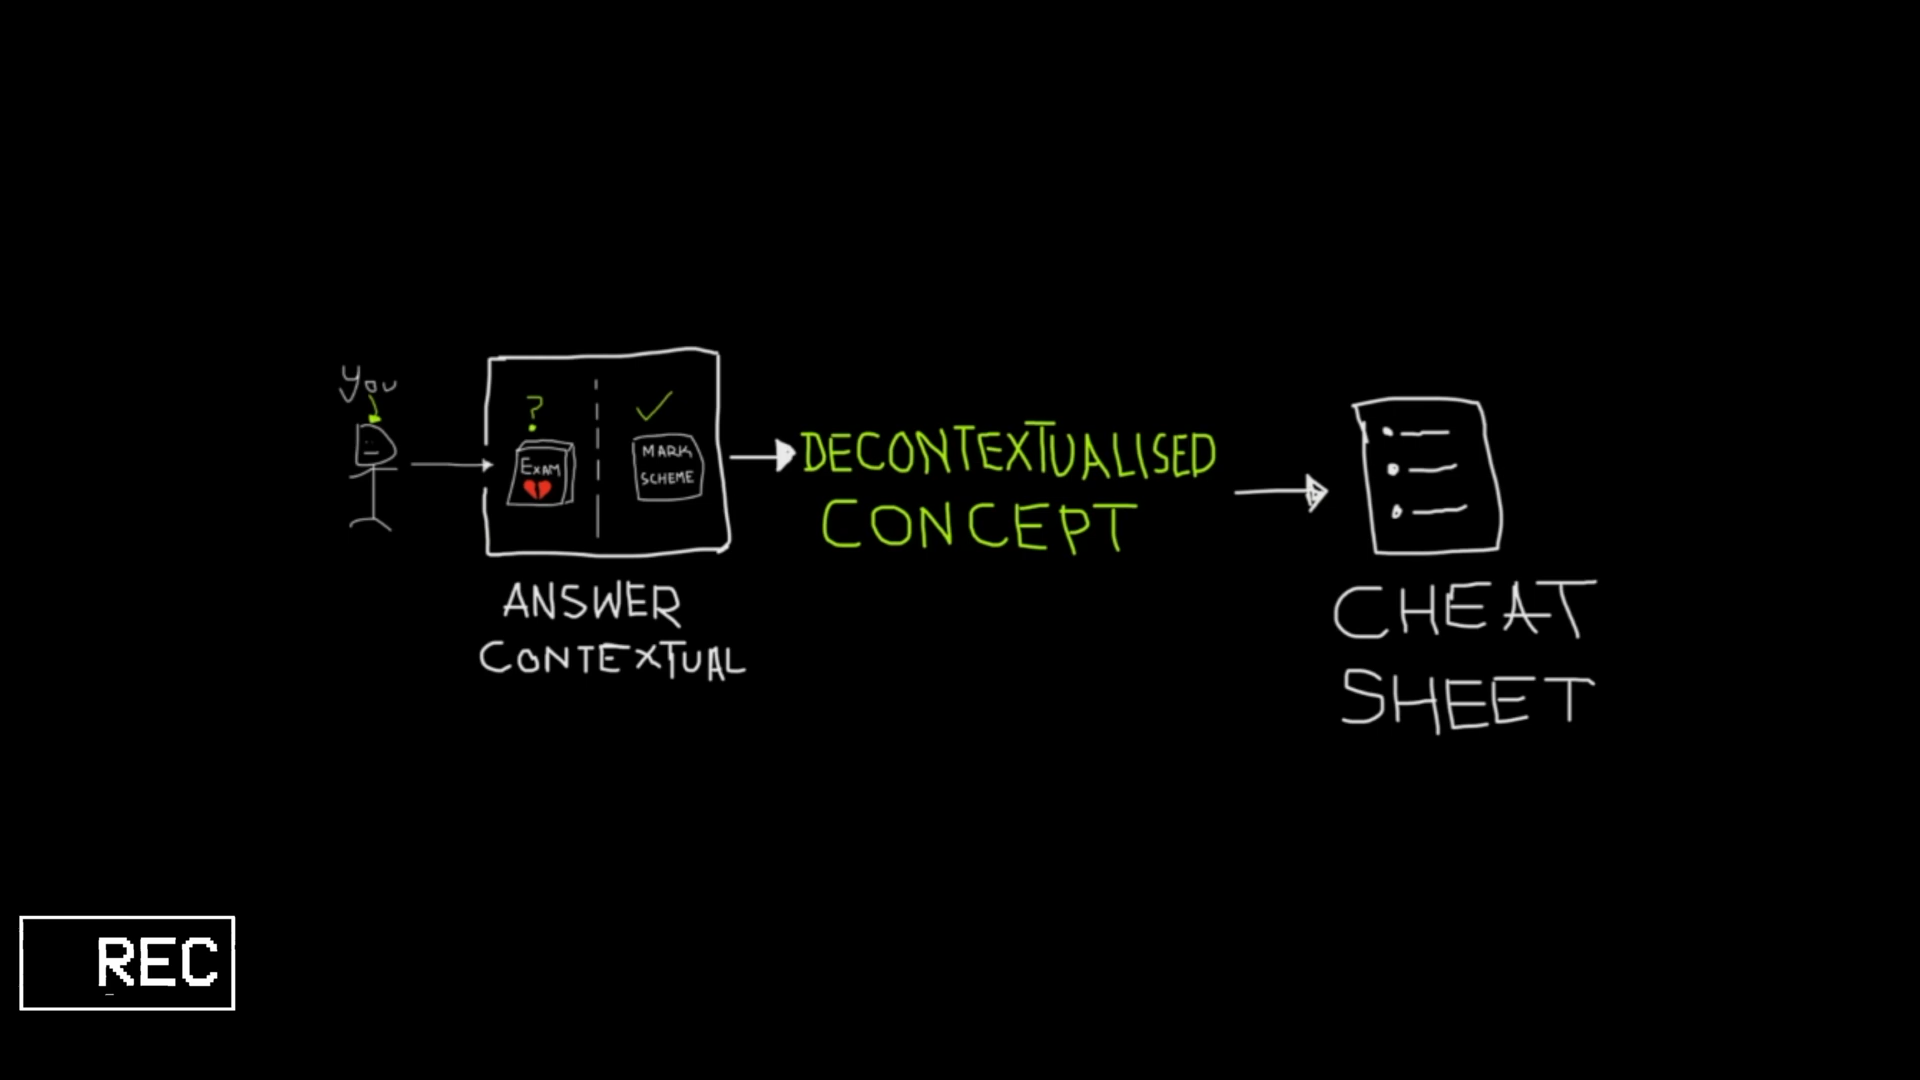 You
?
EXAM
MARK
SCHEME
ANSWER
CONTEXTUAL
DECONTEXTUALISED
CONCEPT
CHEAT
SHEET
REC